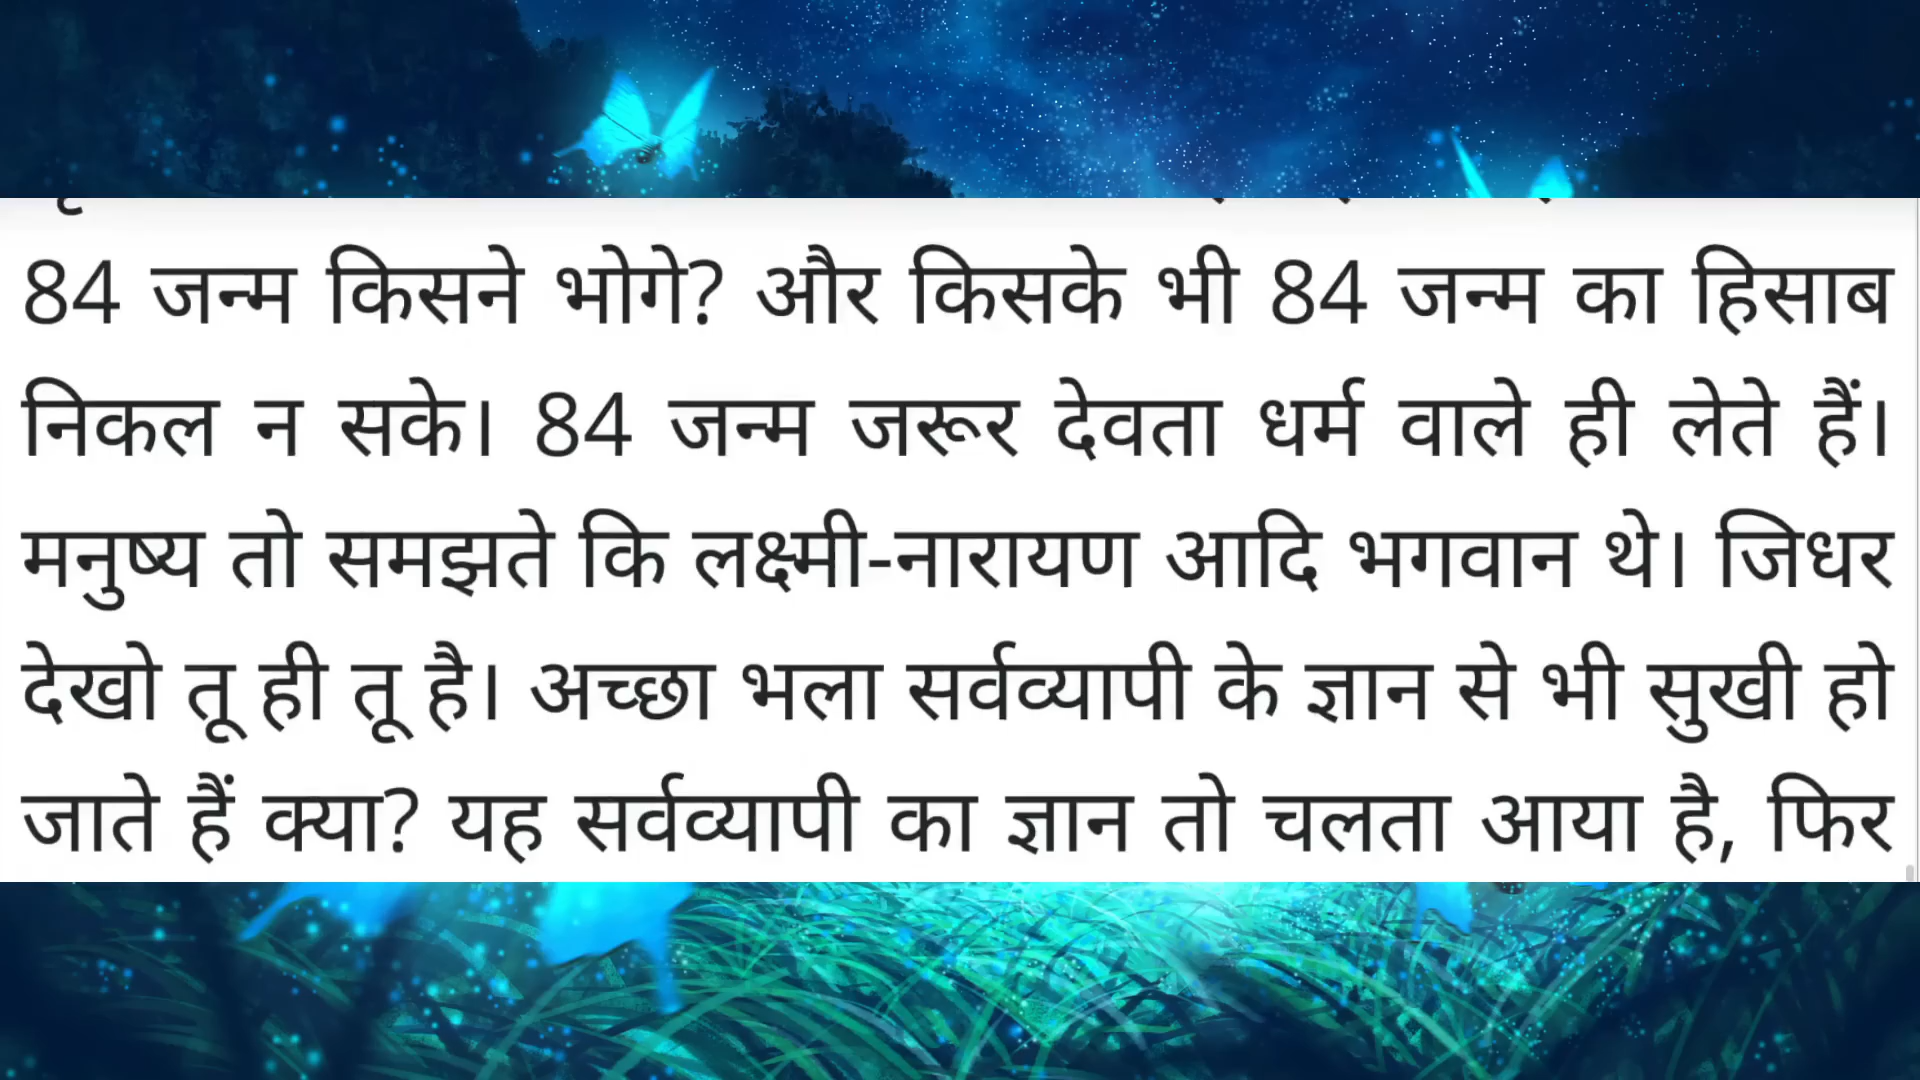 84 जन्म किसने भोगे? और किसके भी 84 जन्म का हिसाब
निकल न सके। 84 जन्म जरूर देवता धर्म वाले ही लेते हैं।
मनुष्य तो समझते कि लक्ष्मी-नारायण आदि भगवान थे। जिधर
देखो तू ही तू है। अच्छा भला सर्वव्यापी के ज्ञान से भी सुखी हो
जाते हैं क्या? यह सर्वव्यापी का ज्ञान तो चलता आया है, फिर